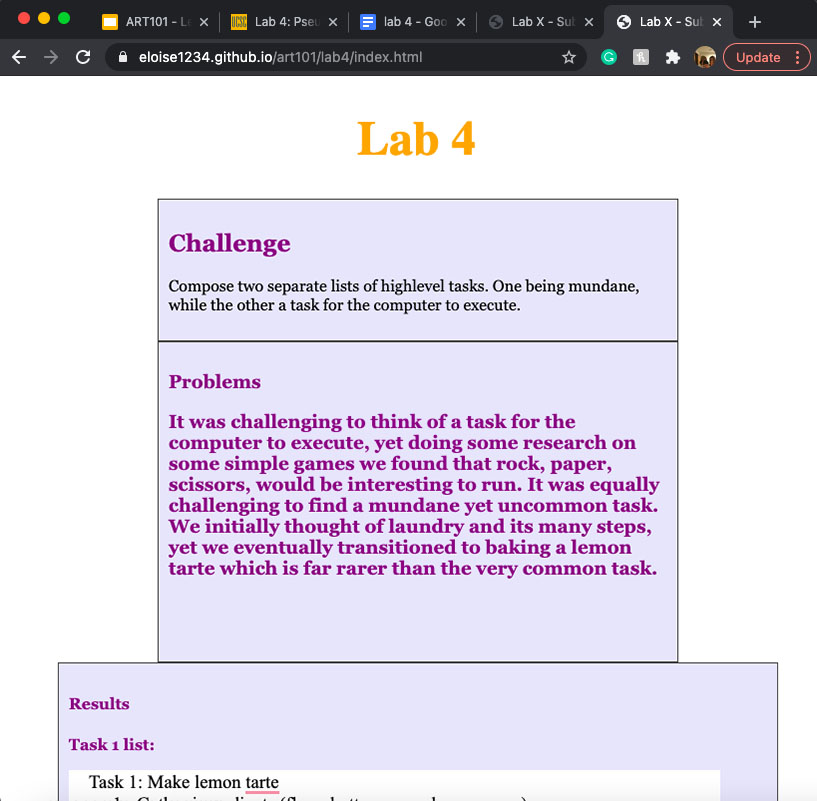 ART101 - Le
Lab 4: Pseu
lab 4 - Goo
Lab X - Sub
Lab X - Sub
eloise1234.github.io/art101/lab4/index.html
Update
Lab 4
Challenge
Compose two separate lists of highlevel tasks. One being mundane,
while the other a task for the computer to execute.
Problems
It was challenging to think of a task for the
computer to execute, yet doing some research on
some simple games we found that rock, paper,
scissors, would be interesting to run. It was equally
challenging to find a mundane yet uncommon task.
We initially thought of laundry and its many steps,
yet we eventually transitioned to baking a lemon
tarte which is far rarer than the very common task.
Results
Task 1 list:
Task 1: Make lemon tarte